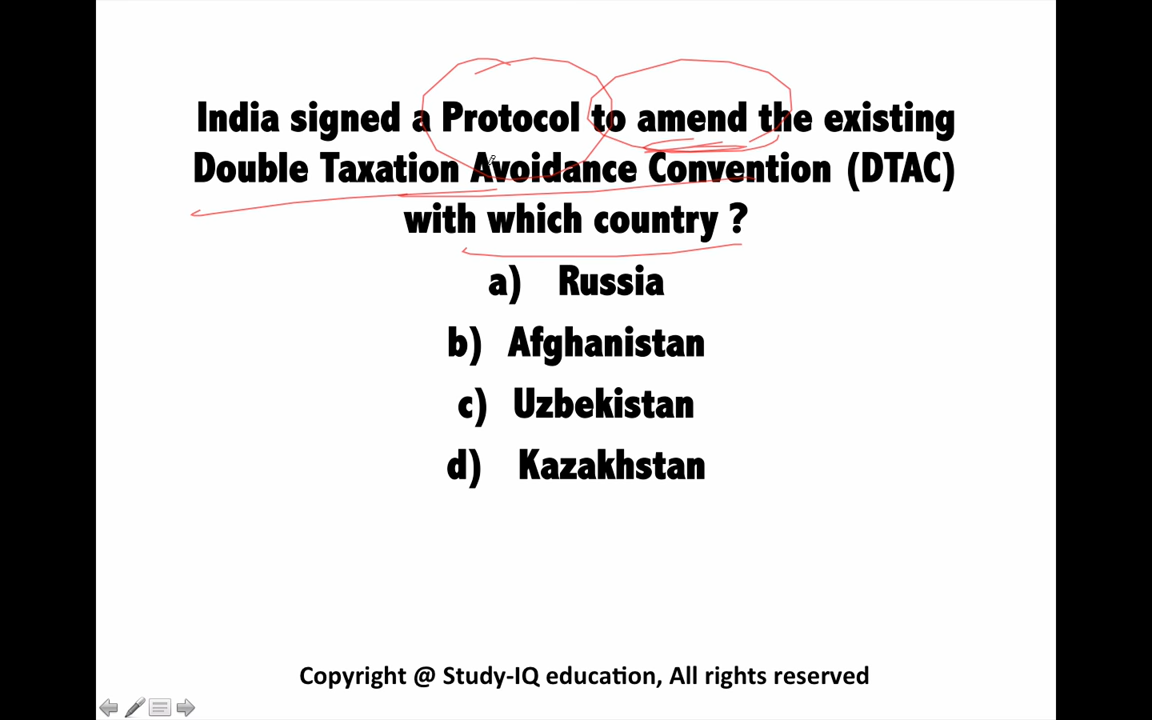 India signed a Protocol to amend the existing
Double Taxation Avoidance Convention (DTAC)
with which country ?
a) Russia
b) Afghanistan
c) Uzbekistan
d) Kazakhstan
Copyright @ Study-IQ education, All rights reserved